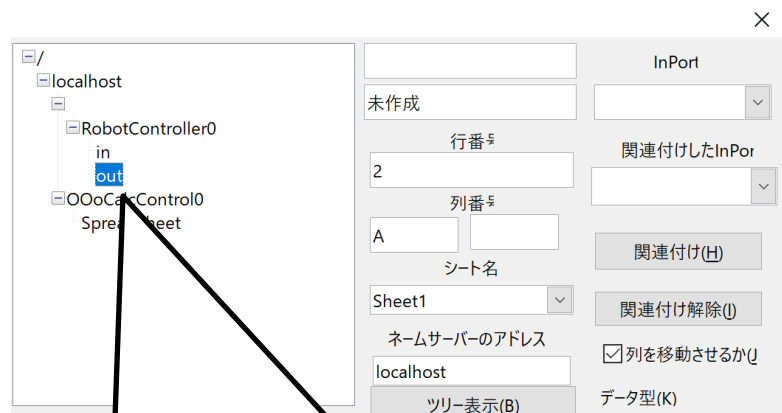 /
localhost
RobotController0
in
out
OOoCalcControl0
未作成
行番号
2
列番号
A
シート名
Sheet1
ネームサーバーのアドレス
localhost
ツリー表示(B)
InPort
関連付けしたInPor
関連付け(H)
関連付け解除(I)
列を移動させるか(J
データ型(K)